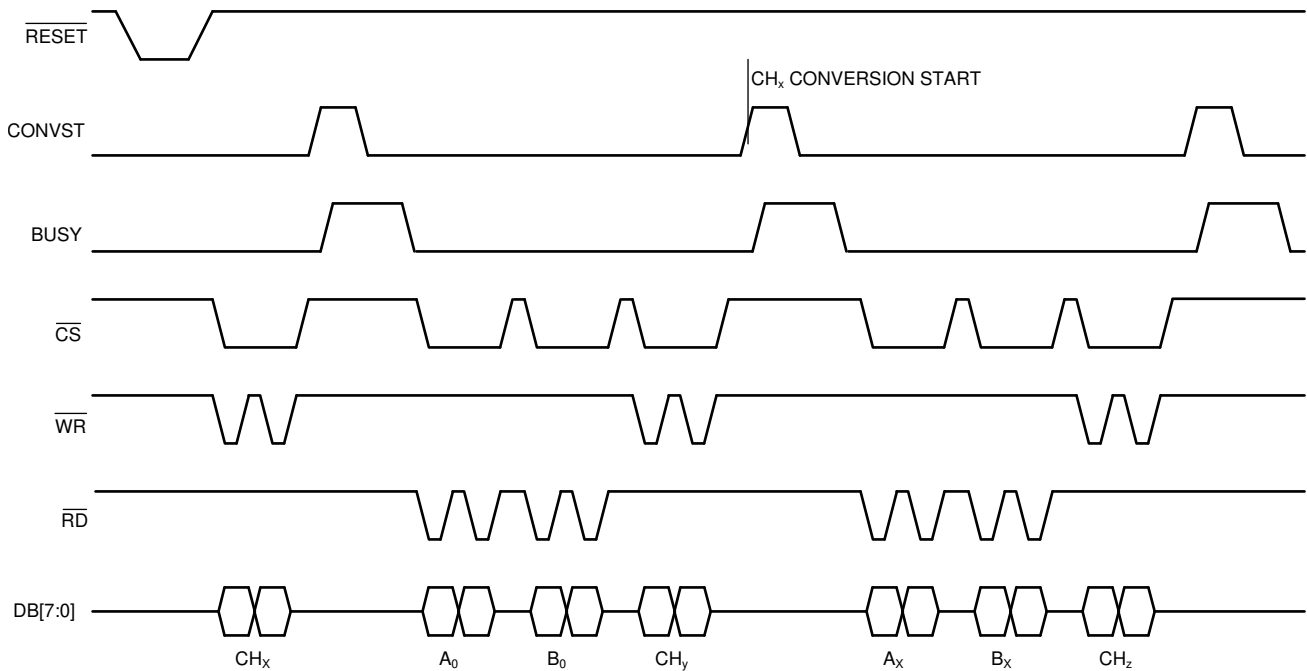 RESET
CHx CONVERSION START
CONVST
BUSY
CS
WR
RD
DB[7:0]
CHX A0 B0 CHy AX BX CHz